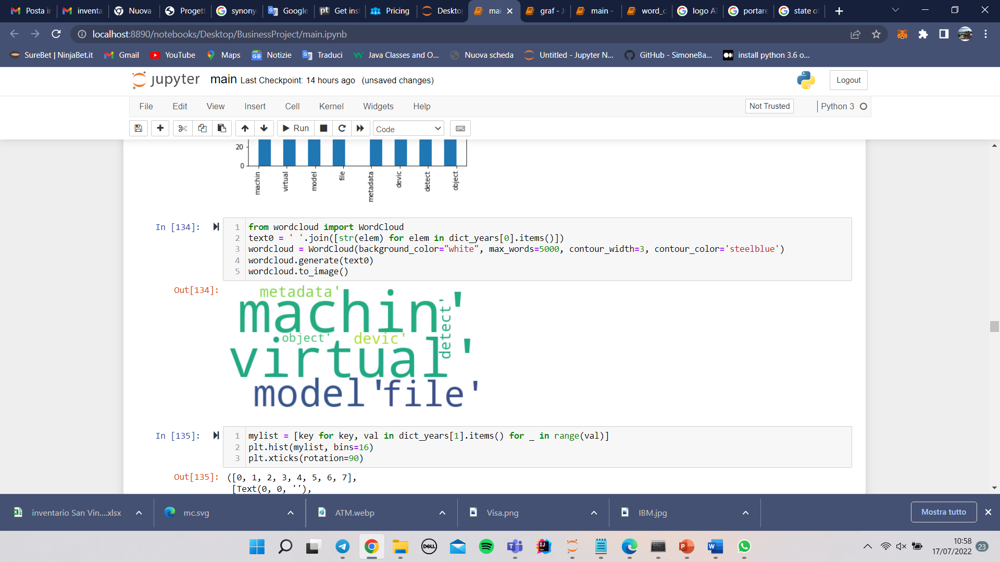 Posta in
inventa
Nuova
Progett
synony
Google
Get inst
Pricing
Deskto
mai
graf - J
main -
word_c
logo AT
portare
state o
localhost:8890/notebooks/Desktop/BusinessProject/main.ipynb
SureBet | NinjaBet.it
Gmail
YouTube
Maps
Notizie
Traduci
Java Classes and O...
Nuova scheda
Untitled - Jupyter N...
GitHub - SimoneBa...
install python 3.6 o...
jupyter
main Last Checkpoint: 14 hours ago (unsaved changes)
Logout
File Edit View Insert Cell Kernel Widgets Help
Not Trusted
Python 3
Run
Code
20
0
machin
virtual
model
file
metadata
devic
detect
object
In [134]:
1 from wordcloud import WordCloud
2 text0 = ' '.join([str(elem) for elem in dict_years[0].items()])
3 wordcloud = WordCloud(background_color="white", max_words=5000, contour_width=3, contour_color='steelblue')
4 wordcloud.generate(text0)
5 wordcloud.to_image()
Out[134]:
metadata'
machin'
detect'
object'
devic'
virtual'
model'
file'
In [135]:
1 mylist = [key for key, val in dict_years[1].items() for _ in range(val)]
2 plt.hist(mylist, bins=16)
3 plt.xticks(rotation=90)
Out[135]: ([0, 1, 2, 3, 4, 5, 6, 7],
[Text(0, 0, ''),
inventario San Vin....xlsx
mc.svg
ATM.webp
Visa.png
IBM.jpg
Mostra tutto
DELL
10:58
17/07/2022
23